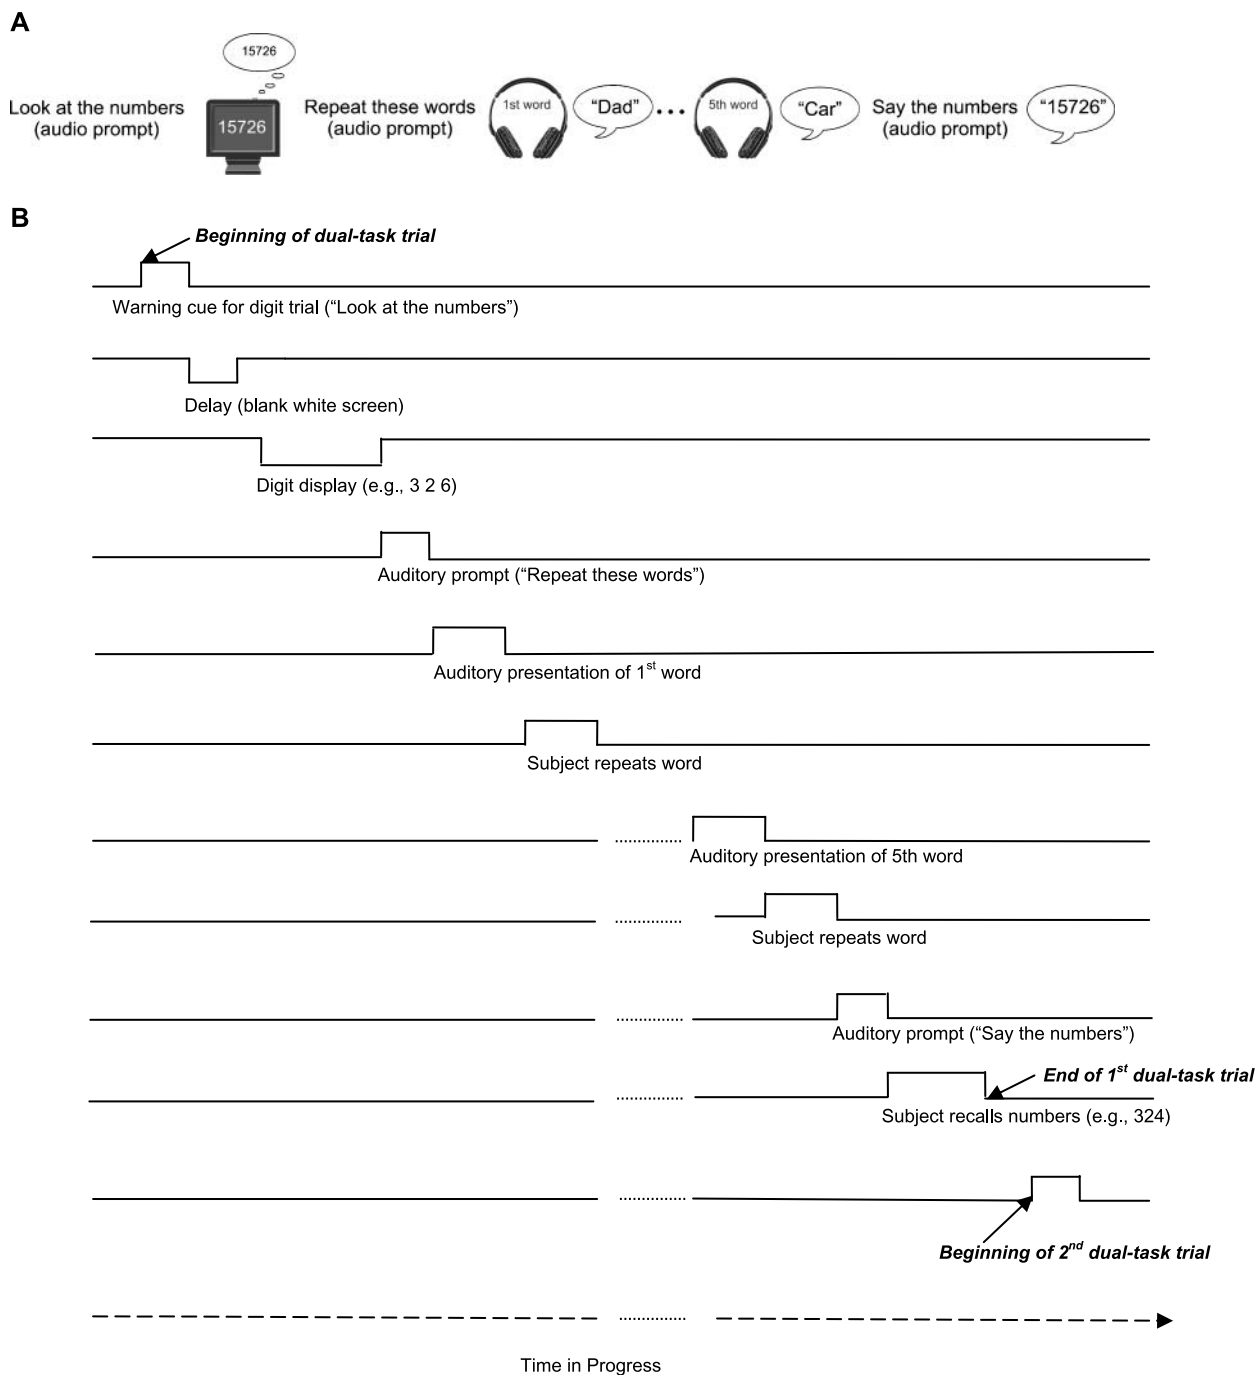 A
15726
Look at the numbers
(audio prompt)
15726
Repeat these words
(audio prompt)
1st word
“Dad”
...
5th word
“Car”
Say the numbers
(audio prompt)
“15726”
B
Beginning of dual-task trial
Warning cue for digit trial (“Look at the numbers”)
Delay (blank white screen)
Digit display (e.g., 3 2 6)
Auditory prompt (“Repeat these words”)
Auditory presentation of 1st word
Subject repeats word
Auditory presentation of 5th word
Subject repeats word
Auditory prompt (“Say the numbers”)
End of 1st dual-task trial
Subject recalls numbers (e.g., 324)
Beginning of 2nd dual-task trial
Time in Progress